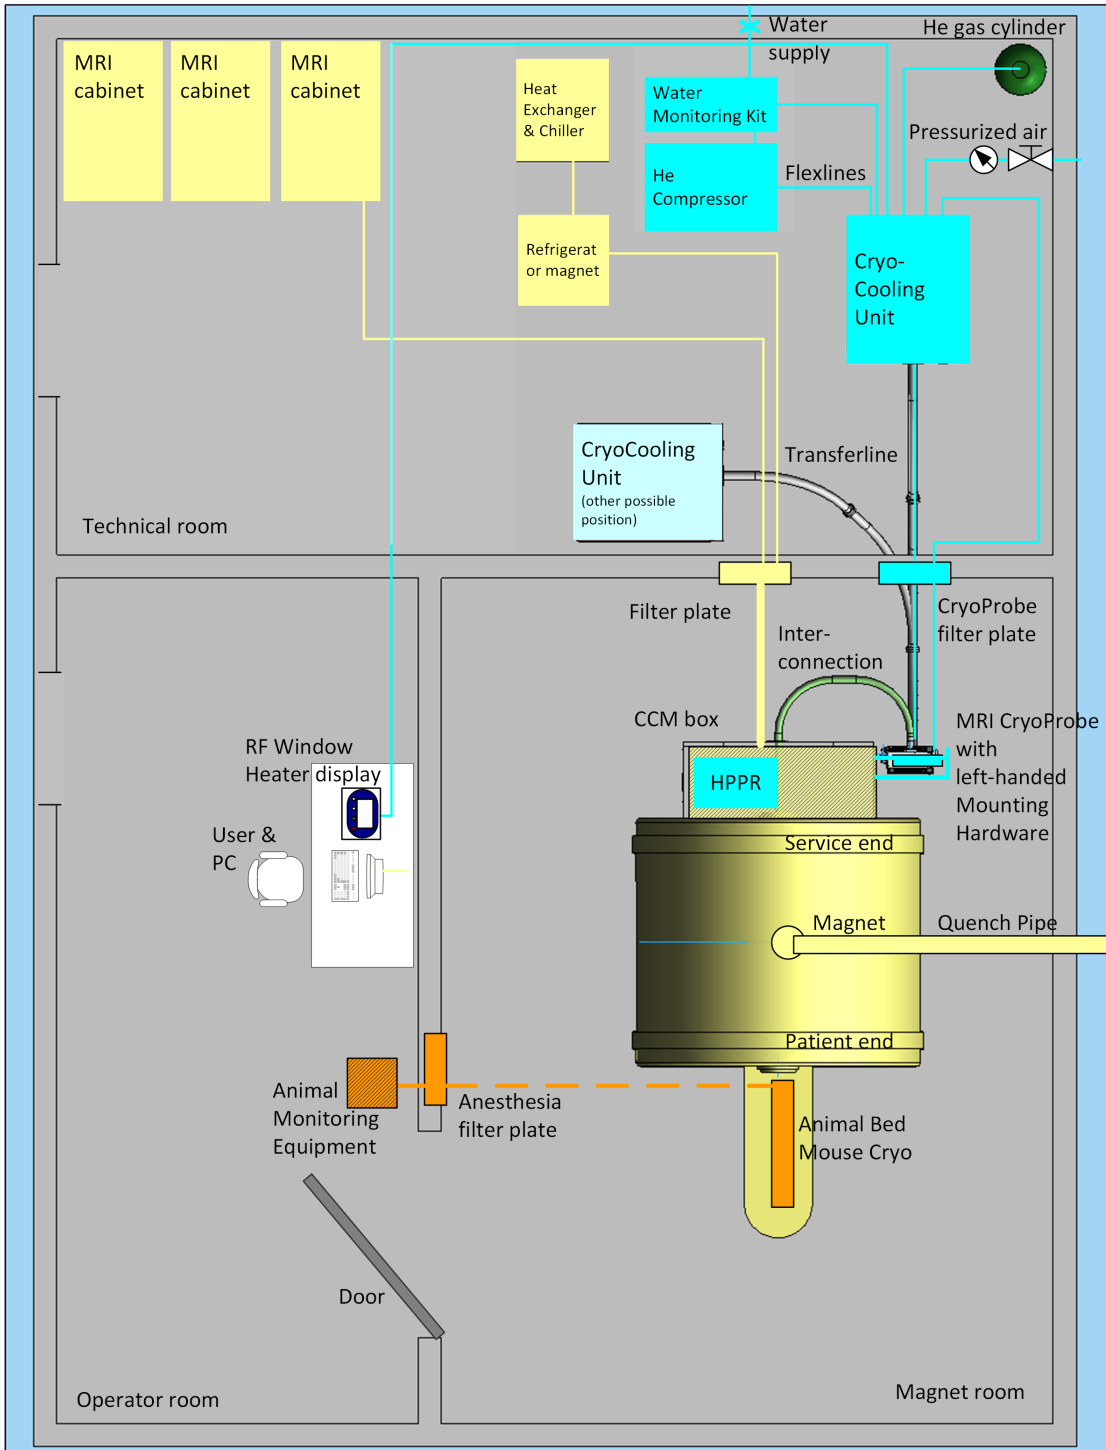 Water
supply
He gas cylinder
MRI
cabinet
MRI
cabinet
MRI
cabinet
Heat
Exchanger
& Chiller
Water
Monitoring Kit
Pressurized air
He
Compressor
Flexlines
Refrigerat
or magnet
Cryo-
Cooling
Unit
CryoCooling
Unit
(other possible
position)
Transferline
Technical room
Filter plate
CryoProbe
filter plate
Inter-
connection
CCM box
MRI CryoProbe
with
left-handed
Mounting
Hardware
RF Window
Heater display
HPPR
User &
PC
Service end
Magnet
Quench Pipe
Patient end
Animal
Monitoring
Equipment
Anesthesia
filter plate
Animal Bed
Mouse Cryo
Door
Operator room
Magnet room